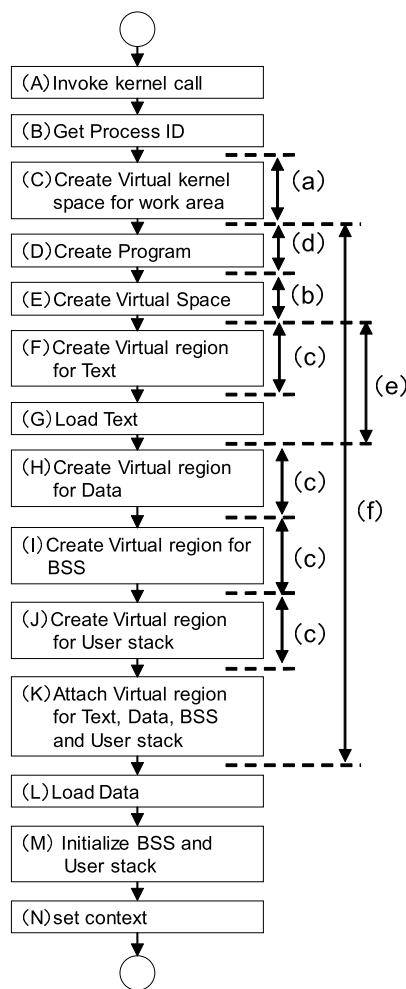 (A) Invoke kernel call
(B) Get Process ID
(C) Create Virtual kernel
space for work area
(a)
(D) Create Program
(d)
(E) Create Virtual Space
(b)
(F) Create Virtual region
for Text
(c)
(e)
(G) Load Text
(H) Create Virtual region
for Data
(c)
(f)
(I) Create Virtual region for
BSS
(c)
(J) Create Virtual region
for User stack
(c)
(K) Attach Virtual region
for Text, Data, BSS
and User stack
(L) Load Data
(M) Initialize BSS and
User stack
(N) set context